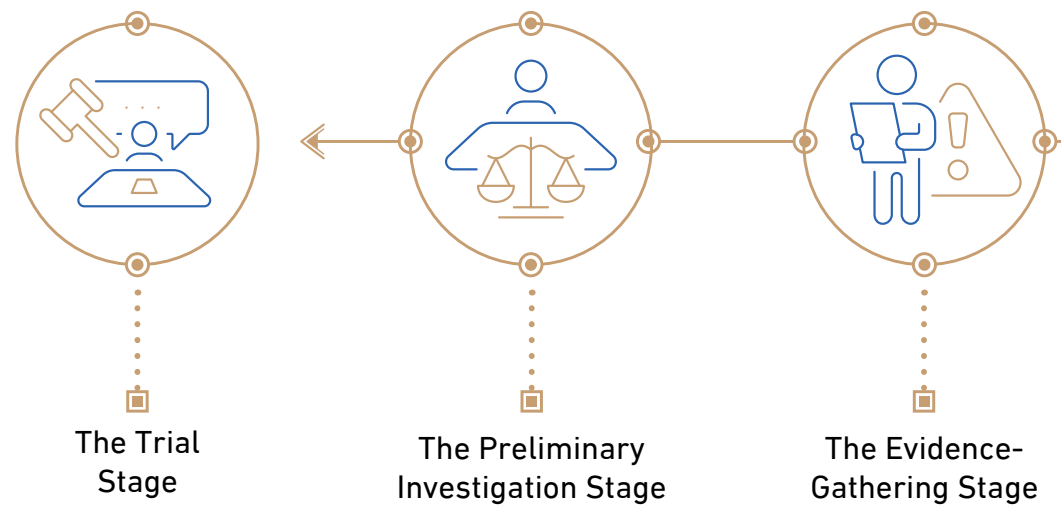 The Trial
Stage
The Preliminary
Investigation Stage
The Evidence-
Gathering Stage